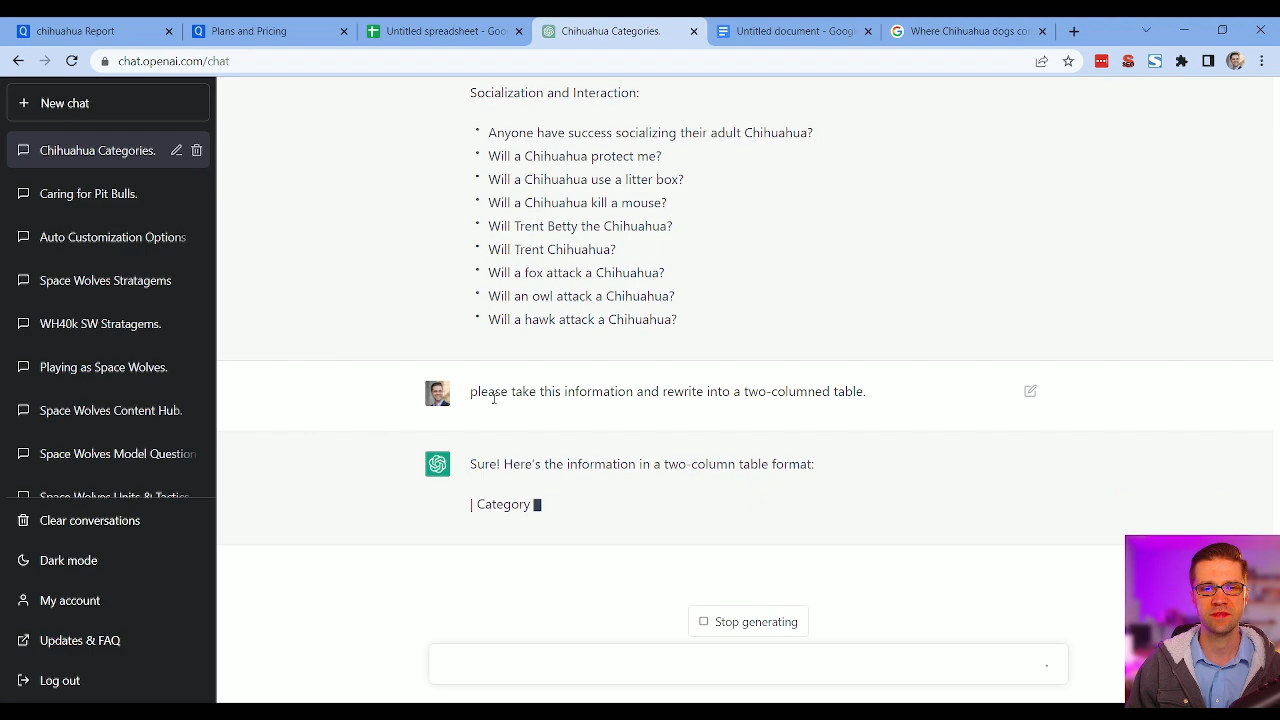 chihuahua Report
Plans and Pricing
Untitled spreadsheet - Goo
Chihuahua Categories.
Untitled document - Googl
Where Chihuahua dogs co
chat.openai.com/chat
New chat
Chihuahua Categories.
Caring for Pit Bulls.
Auto Customization Options
Space Wolves Stratagems
WH40k SW Stratagems.
Playing as Space Wolves.
Space Wolves Content Hub.
Space Wolves Model Question
Space Wolves Units & Tactics
Clear conversations
Dark mode
My account
Updates & FAQ
Log out
Socialization and Interaction:
• Anyone have success socializing their adult Chihuahua?
• Will a Chihuahua protect me?
• Will a Chihuahua use a litter box?
• Will a Chihuahua kill a mouse?
• Will Trent Betty the Chihuahua?
• Will Trent Chihuahua?
• Will a fox attack a Chihuahua?
• Will an owl attack a Chihuahua?
• Will a hawk attack a Chihuahua?
please take this information and rewrite into a two-columned table.
Sure! Here's the information in a two-column table format:
| Category
Stop generating